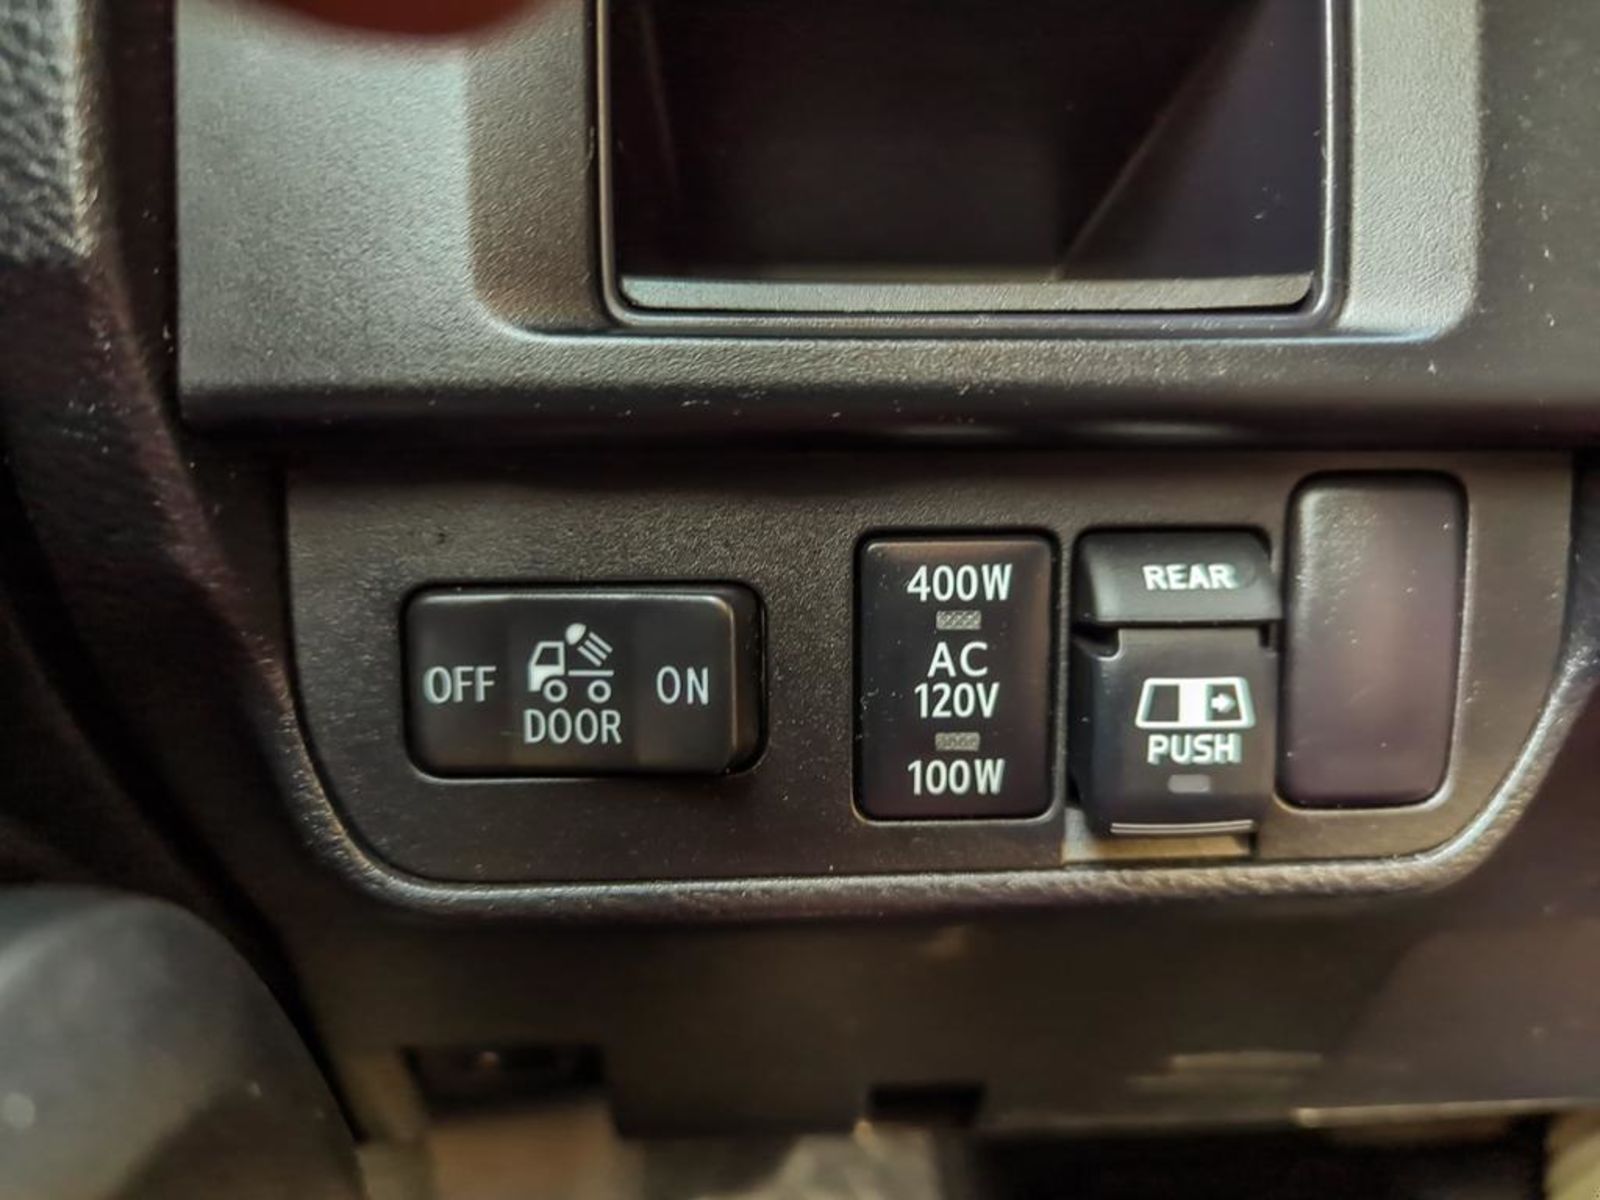 OFF
DOOR
ON
400W
AC
120V
100W
REAR
PUSH